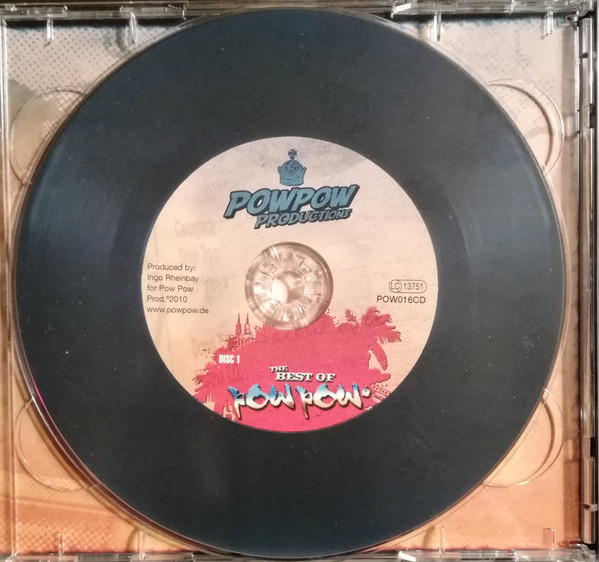 POWPOW
PRODUCTIONS
Produced by:
Ingo Rheinbay
for Pow Pow
Prod.°2010
www.powpow.de
LC 13751
POW016CD
DISC 1
THE
BEST OF
POW POW